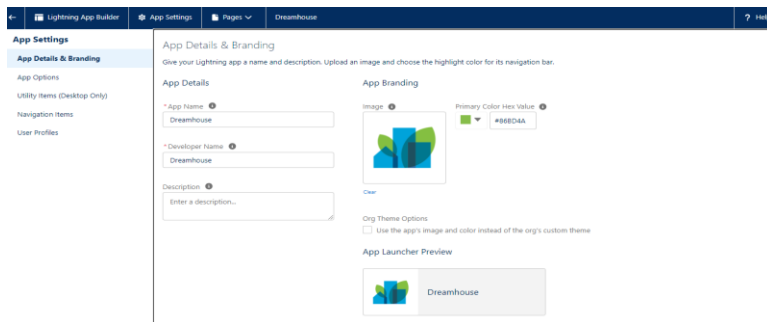 Lightning App Builder
App Settings
Pages
Dreamhouse
? Hel
App Settings
App Details & Branding
App Options
Utility Items (Desktop Only)
Navigation Items
User Profiles
App Details & Branding
Give your Lightning app a name and description. Upload an image and choose the highlight color for its navigation bar.
App Details
*App Name
Dreamhouse
*Developer Name
Dreamhouse
Description
Enter a description...
App Branding
Image
Primary Color Hex Value
Clear
Org Theme Options
Use the app's image and color instead of the org's custom theme
App Launcher Preview
Dreamhouse